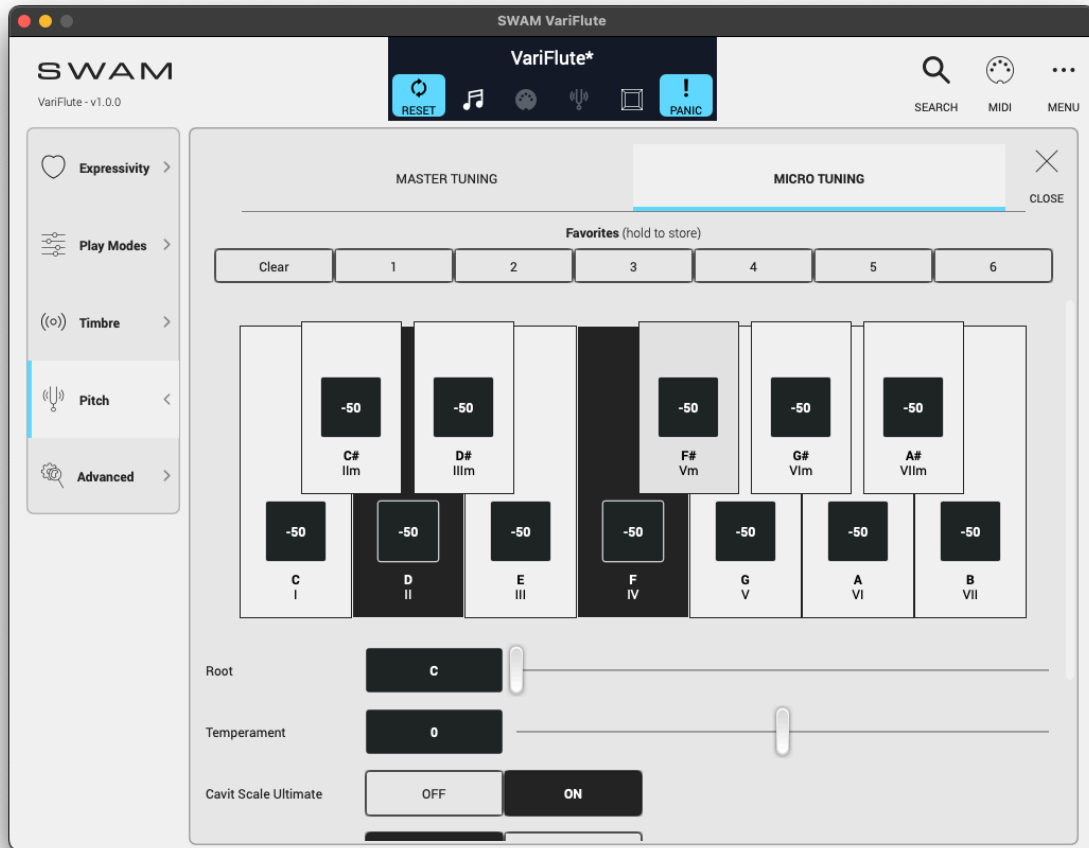 SWAM VariFlute
SWAM
VariFlute - v1.0.0
VariFlute*
RESET
!
PANIC
SEARCH
MIDI
MENU
Expressivity
Play Modes
Timbre
Pitch
Advanced
MASTER TUNING
MICRO TUNING
CLOSE
Favorites (hold to store)
Clear 1 2 3 4 5 6
-50 -50 -50 -50 -50
C# D# F# G# A#
IIm IIIm Vm VIm VIIm
-50 -50 -50 -50 -50 -50 -50
C D E F G A B
I II III IV V VI VII
Root C
Temperament 0
Cavit Scale Ultimate OFF ON